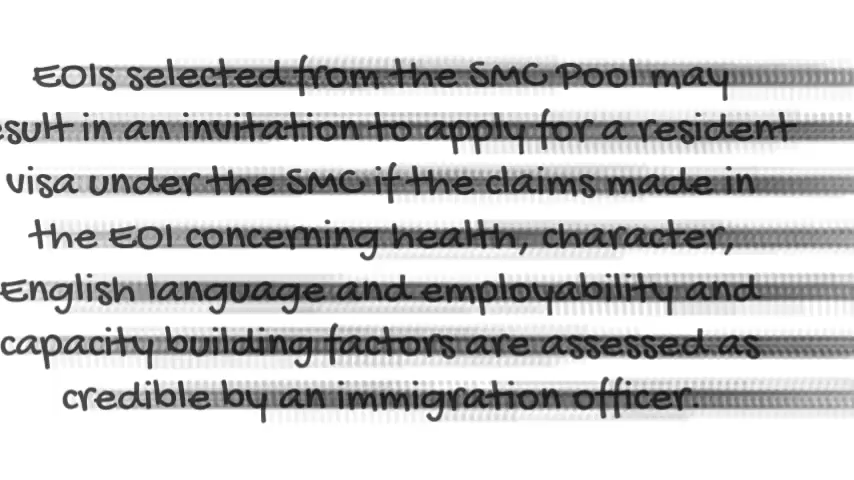 EOIs selected from the SMC Pool may
esult in an invitation to apply for a resident
visa under the SMC if the claims made in
the EOI concerning health, character,
English language and employability and
capacity building factors are assessed as
credible by an immigration officer.